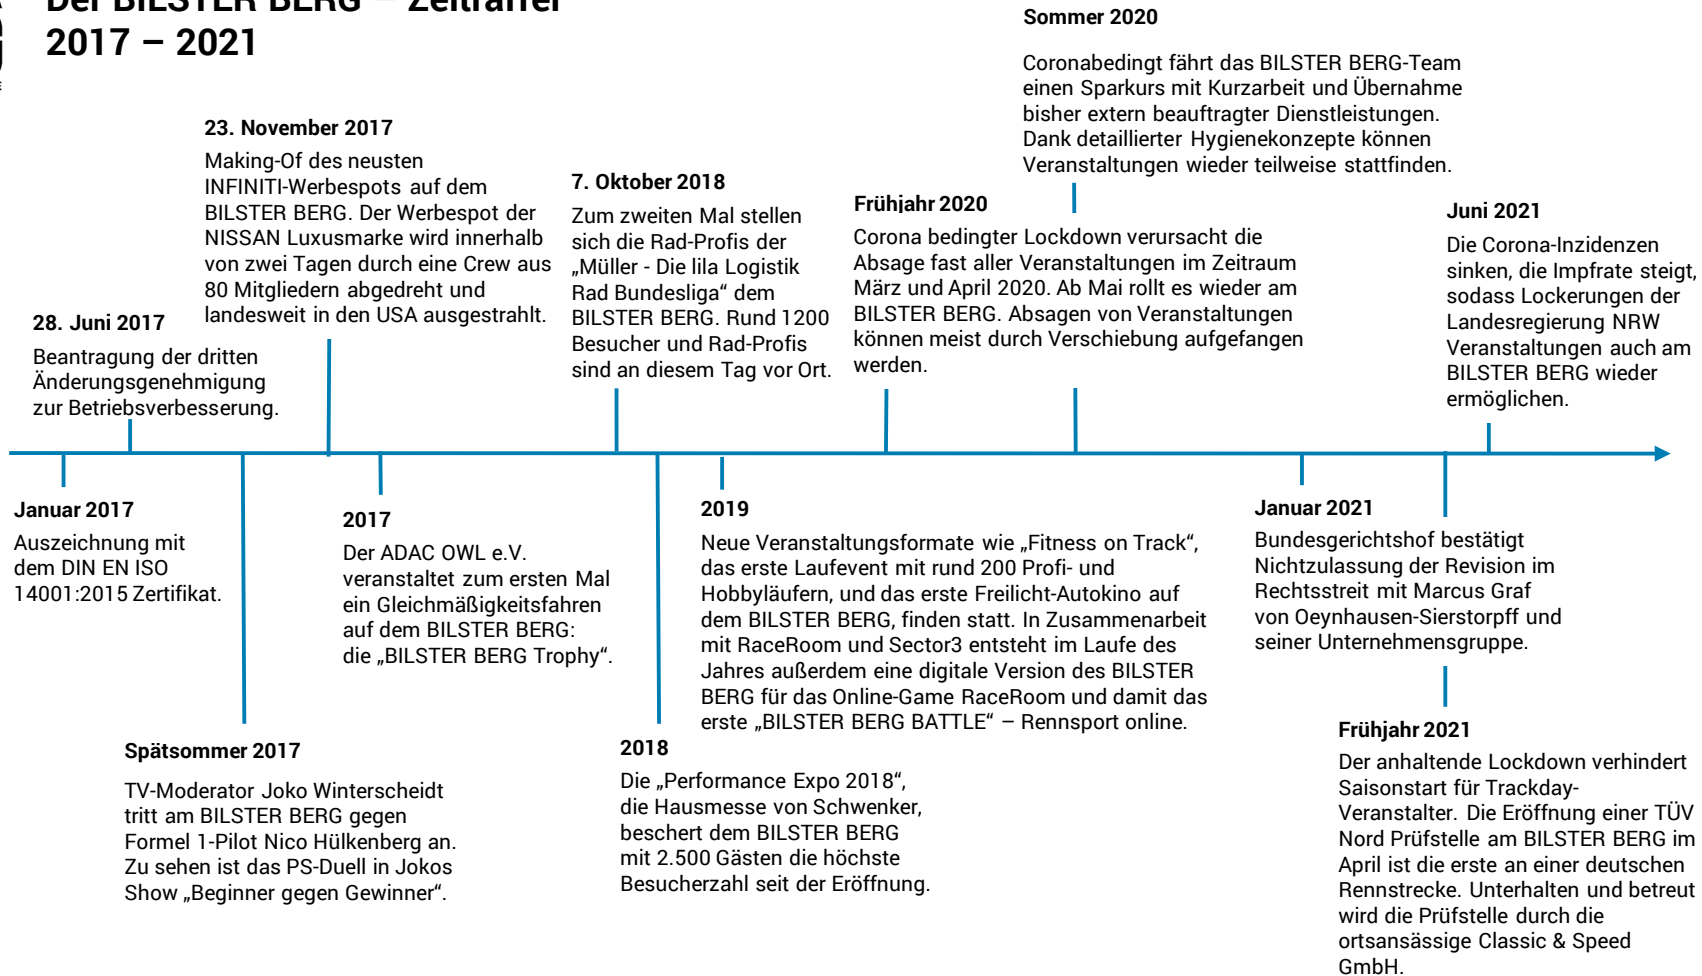 Der BILSTER BERG – Zeitraffer
2017 – 2021
Sommer 2020
Coronabedingt fährt das BILSTER BERG-Team
einen Sparkurs mit Kurzarbeit und Übernahme
bisher extern beauftragter Dienstleistungen.
Dank detaillierter Hygienekonzepte können
Veranstaltungen wieder teilweise stattfinden.
23. November 2017
Making-Of des neusten
INFINITI-Werbespots auf dem
BILSTER BERG. Der Werbespot der
NISSAN Luxusmarke wird innerhalb
von zwei Tagen durch eine Crew aus
80 Mitgliedern abgedreht und
landesweit in den USA ausgestrahlt.
7. Oktober 2018
Zum zweiten Mal stellen
sich die Rad-Profis der
„Müller - Die lila Logistik
Rad Bundesliga“ dem
BILSTER BERG. Rund 1200
Besucher und Rad-Profis
sind an diesem Tag vor Ort.
Frühjahr 2020
Corona bedingter Lockdown verursacht die
Absage fast aller Veranstaltungen im Zeitraum
März und April 2020. Ab Mai rollt es wieder am
BILSTER BERG. Absagen von Veranstaltungen
können meist durch Verschiebung aufgefangen
werden.
Juni 2021
Die Corona-Inzidenzen
sinken, die Impfrate steigt,
sodass Lockerungen der
Landesregierung NRW
Veranstaltungen auch am
BILSTER BERG wieder
ermöglichen.
28. Juni 2017
Beantragung der dritten
Änderungsgenehmigung
zur Betriebsverbesserung.
Januar 2017
Auszeichnung mit
dem DIN EN ISO
14001:2015 Zertifikat.
2017
Der ADAC OWL e.V.
veranstaltet zum ersten Mal
ein Gleichmäßigkeitsfahren
auf dem BILSTER BERG:
die „BILSTER BERG Trophy“.
2019
Neue Veranstaltungsformate wie „Fitness on Track“,
das erste Laufevent mit rund 200 Profi- und
Hobbyläufern, und das erste Freilicht-Autokino auf
dem BILSTER BERG, finden statt. In Zusammenarbeit
mit RaceRoom und Sector3 entsteht im Laufe des
Jahres außerdem eine digitale Version des BILSTER
BERG für das Online-Game RaceRoom und damit das
erste „BILSTER BERG BATTLE“ – Rennsport online.
Januar 2021
Bundesgerichtshof bestätigt
Nichtzulassung der Revision im
Rechtsstreit mit Marcus Graf
von Oeynhausen-Sierstorpff und
seiner Unternehmensgruppe.
Spätsommer 2017
TV-Moderator Joko Winterscheidt
tritt am BILSTER BERG gegen
Formel 1-Pilot Nico Hülkenberg an.
Zu sehen ist das PS-Duell in Jokos
Show „Beginner gegen Gewinner“.
2018
Die „Performance Expo 2018“,
die Hausmesse von Schwenker,
beschert dem BILSTER BERG
mit 2.500 Gästen die höchste
Besucherzahl seit der Eröffnung.
Frühjahr 2021
Der anhaltende Lockdown verhindert
Saisonstart für Trackday-
Veranstalter. Die Eröffnung einer TÜV
Nord Prüfstelle am BILSTER BERG im
April ist die erste an einer deutschen
Rennstrecke. Unterhalten und betreut
wird die Prüfstelle durch die
ortsansässige Classic & Speed
GmbH.